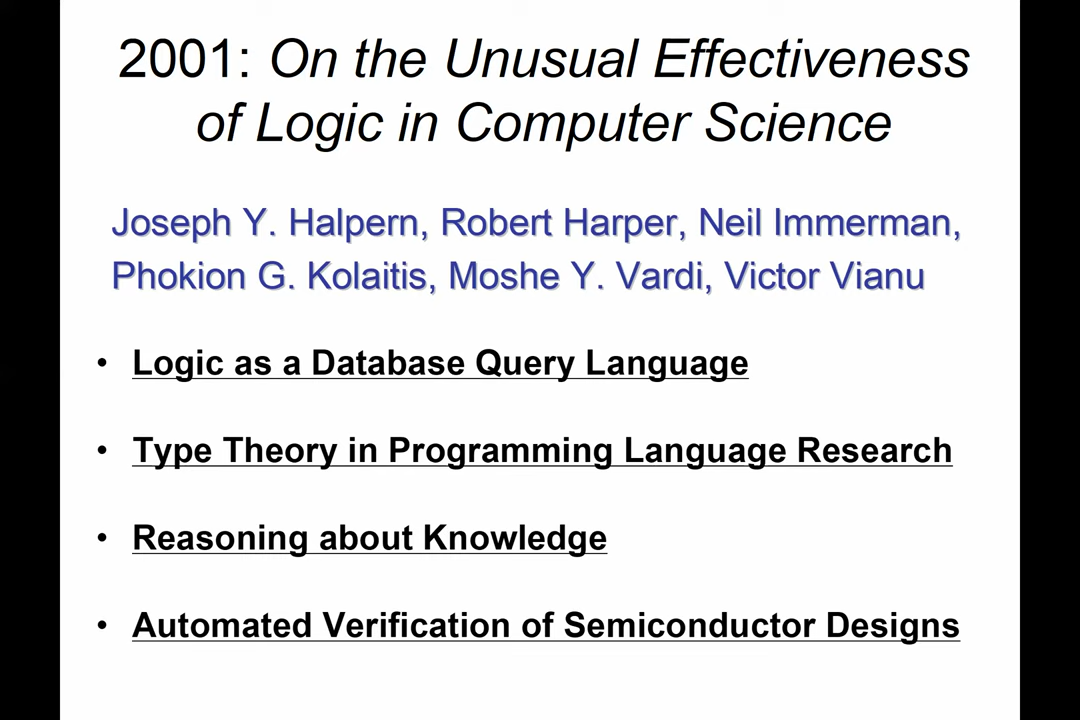 2001: On the Unusual Effectiveness
of Logic in Computer Science
Joseph Y. Halpern, Robert Harper, Neil Immerman,
Phokion G. Kolaitis, Moshe Y. Vardi, Victor Vianu
• Logic as a Database Query Language
• Type Theory in Programming Language Research
• Reasoning about Knowledge
• Automated Verification of Semiconductor Designs